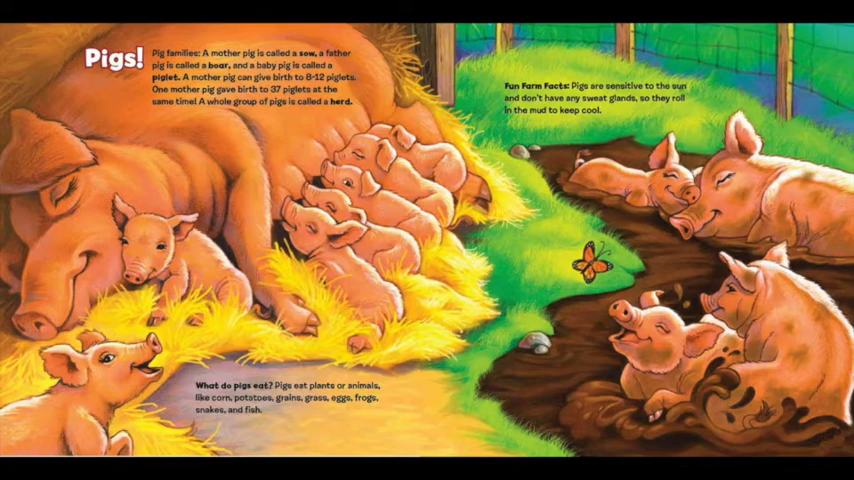 Pigs!
Pig families: A mother pig is called a sow, a father
pig is called a boar, and a baby pig is called a
piglet. A mother pig can give birth to 8-12 piglets.
One mother pig gave birth to 37 piglets at the
same time! A whole group of pigs is called a herd.
Fun Farm Facts: Pigs are sensitive to the sun
and don't have any sweat glands, so they roll
in the mud to keep cool.
What do pigs eat? Pigs eat plants or animals,
like corn, potatoes, grains, grass, eggs, frogs,
snakes, and fish.